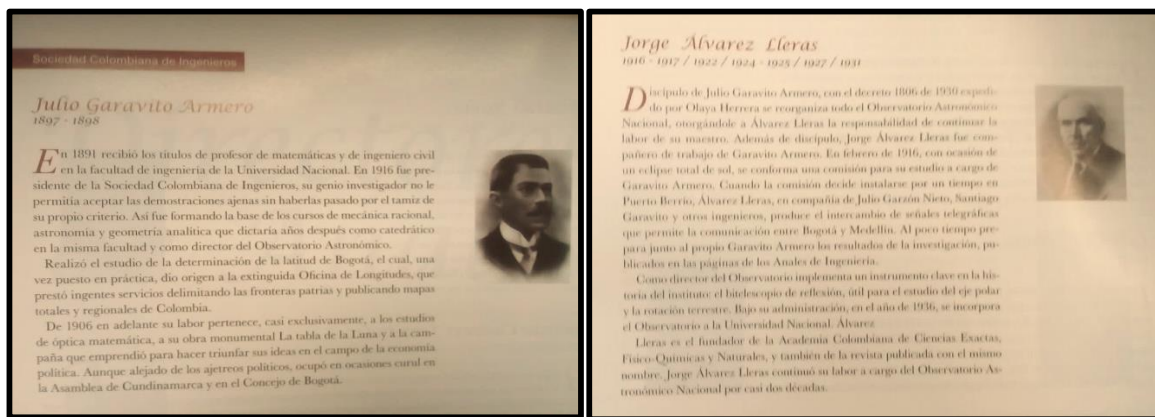 Sociedad Colombiana de Ingenieros
Julio Garavito Armero
1897 - 1898
En 1891 recibió los títulos de profesor de matemáticas y de ingeniero civil
en la facultad de ingeniería de la Universidad Nacional. En 1916 fue pre-
sidente de la Sociedad Colombiana de Ingenieros, su genio investigador no le
permitía aceptar las demostraciones ajenas sin haberlas pasado por el tamiz de
su propio criterio. Así fue formando la base de los cursos de mecánica racional,
astronomía y geometría analítica que dictaría años después como catedrático
en la misma facultad y como director del Observatorio Astronómico.
Realizó el estudio de la determinación de la latitud de Bogotá, el cual, una
vez puesto en práctica, dio origen a la extinguida Oficina de Longitudes, que
prestó ingentes servicios delimitando las fronteras patrias y publicando mapas
totales y regionales de Colombia.
De 1906 en adelante su labor pertenece, casi exclusivamente, a los estudios
de óptica matemática, a su obra monumental La tabla de la Luna y a la cam-
paña que emprendió para hacer triunfar sus ideas en el campo de la economía
política. Aunque alejado de los ajetreos políticos, ocupó en ocasiones curul en
la Asamblea de Cundinamarca y en el Concejo de Bogotá.
Jorge Álvarez Lleras
1916 - 1917 / 1922 / 1924 - 1925 / 1927 / 1931
Discípulo de Julio Garavito Armero, con el decreto 1806 de 1930 expedi-
do por Olaya Herrera se reorganiza todo el Observatorio Astronómico
Nacional, otorgándole a Álvarez Lleras la responsabilidad de continuar la
labor de su maestro. Además de discípulo, Jorge Álvarez Lleras fue com-
pañero de trabajo de Garavito Armero. En febrero de 1916, con ocasión de
un eclipse total de sol, se conforma una comisión para su estudio a cargo de
Garavito Armero. Cuando la comisión decide instalarse por un tiempo en
Puerto Berrío, Álvarez Lleras, en compañía de Julio Garzón Nieto, Santiago
Garavito y otros ingenieros, produce el intercambio de señales telegráficas
que permite la comunicación entre Bogotá y Medellín. Al poco tiempo pre-
para junto al propio Garavito Armero los resultados de la investigación, pu-
blicados en las páginas de los Anales de Ingeniería.
Como director del Observatorio implementa un instrumento clave en la his-
toria del instituto: el bitelescopio de reflexión, útil para el estudio del eje polar
y la rotación terrestre. Bajo su administración, en el año de 1936, se incorpora
el Observatorio a la Universidad Nacional. Álvarez
Lleras es el fundador de la Academia Colombiana de Ciencias Exactas,
Físico-Químicas y Naturales, y también de la revista publicada con el mismo
nombre. Jorge Álvarez Lleras continuó su labor a cargo del Observatorio As-
tronómico Nacional por casi dos décadas.